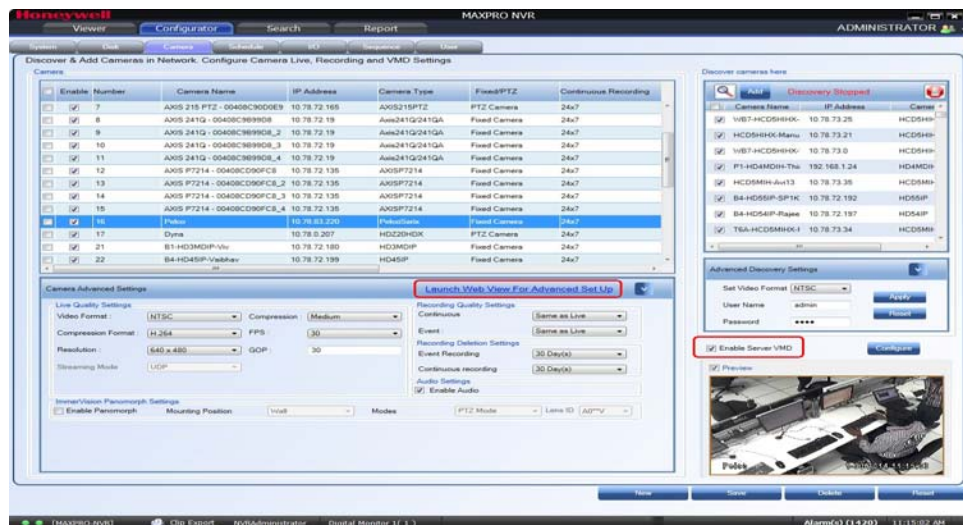 Honeywell
MAXPRO NVR
Viewer Configurator Search Report
ADMINISTRATOR
System Disk Camera Schedule I/O Sequence User
Discover & Add Cameras in Network. Configure Camera Live, Recording and VMD Settings
Camera
Enable Number Camera Name IP Address Camera Type Fixed/PTZ Continuous Recording
7 AXIS 215 PTZ - 00408C90D0E9 10.78.72.165 AXIS215PTZ PTZ Camera 24x7
8 AXIS 241Q - 00408C9B99D8 10.78.72.19 Axis241Q/241QA Fixed Camera 24x7
9 AXIS 241Q - 00408C9B99D8_2 10.78.72.19 Axis241Q/241QA Fixed Camera 24x7
10 AXIS 241Q - 00408C9B99D8_3 10.78.72.19 Axis241Q/241QA Fixed Camera 24x7
11 AXIS 241Q - 00408C9B99D8_4 10.78.72.19 Axis241Q/241QA Fixed Camera 24x7
12 AXIS P7214 - 00408CD90FC8 10.78.72.135 AXISP7214 Fixed Camera 24x7
13 AXIS P7214 - 00408CD90FC8_2 10.78.72.135 AXISP7214 Fixed Camera 24x7
14 AXIS P7214 - 00408CD90FC8_3 10.78.72.135 AXISP7214 Fixed Camera 24x7
15 AXIS P7214 - 00408CD90FC8_4 10.78.72.135 AXISP7214 Fixed Camera 24x7
16 Pelco 10.78.83.220 PelcoSarix Fixed Camera 24x7
17 Dyna 10.78.0.207 HDZ20HDX PTZ Camera 24x7
21 B1-HD3MDIP-Viv 10.78.72.180 HD3MDIP Fixed Camera 24x7
22 B4-HD45IP-Vaibhav 10.78.72.199 HD45IP Fixed Camera 24x7
Discover cameras here
Add Discovery Stopped
Camera Name IP Address Camer
WB7-HCD5HIHX- 10.78.73.25 HCD5HIH
HCD5HIHX-Manu 10.78.73.21 HCD5HIH
WB7-HCD5HIHX- 10.78.73.0 HCD5HIH
P1-HD4MDIH-The 192.168.1.24 HD4MDIH
HCD5MIH-Avi13 10.78.73.35 HCD5MIH
B4-HD55IP-SP1K 10.78.72.192 HD55IP
B4-HD54IP-Rajee 10.78.72.197 HD54IP
T6A-HCD5MIHX-I 10.78.73.34 HCD5MIH
Camera Advanced Settings Launch Web View For Advanced Set Up
Live Quality Settings
Video Format : NTSC Compression : Medium
Compression Format : H.264 FPS : 30
Resolution : 640 x 480 GOP : 30
Streaming Mode UDP
Recording Quality Settings
Continuous Same as Live
Event : Same as Live
Recording Deletion Settings
Event Recording 30 Day(s)
Continuous recording 30 Day(s)
Audio Settings
Enable Audio
ImmerVision Panomorph Settings
Enable Panomorph Mounting Position Wall Modes PTZ Mode Lens ID A0**V
Advanced Discovery Settings
Set Video Format NTSC
User Name admin Apply
Password **** Reset
Enable Server VMD Configure
Preview
Pelco
New Save Delete Reset
[MAXPRO-NVR] Clip Export NVRAdministrator Digital Monitor 1( 1 ) Alarm(s) (1420) 11:15:02 AM